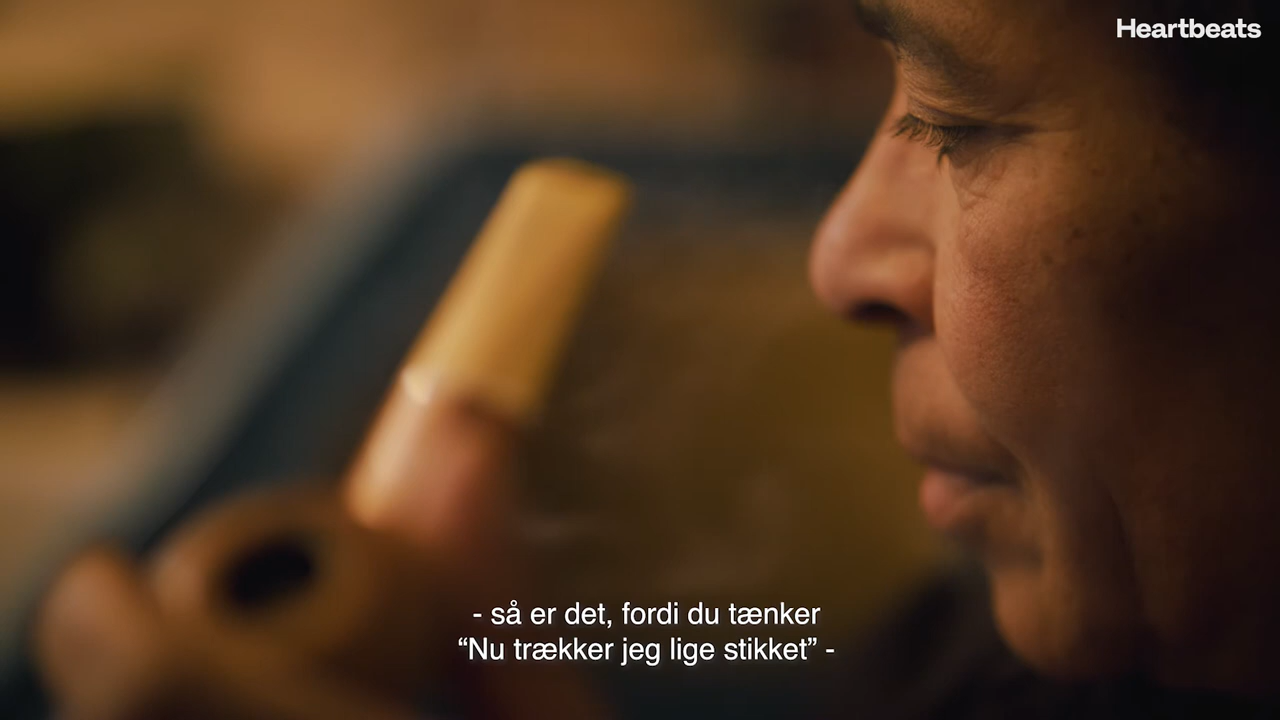 Heartbeats
- så er det, fordi du tænker
“Nu trækker jeg lige stikket” -